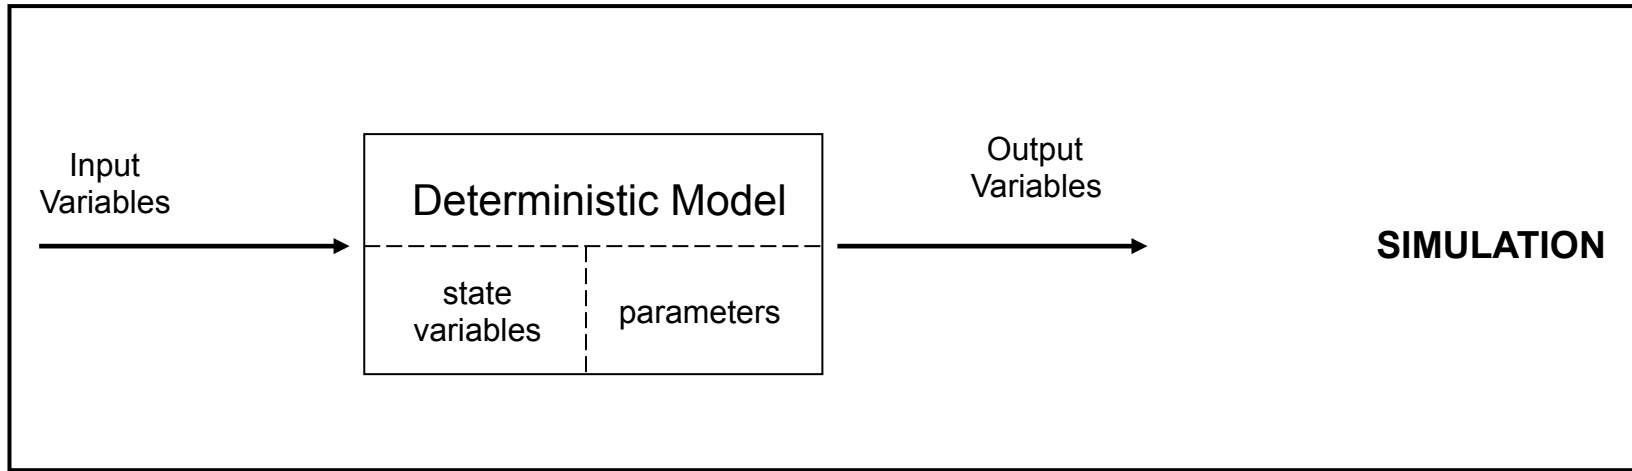 Input
Variables
Deterministic Model
state
variables
parameters
Output
Variables
SIMULATION